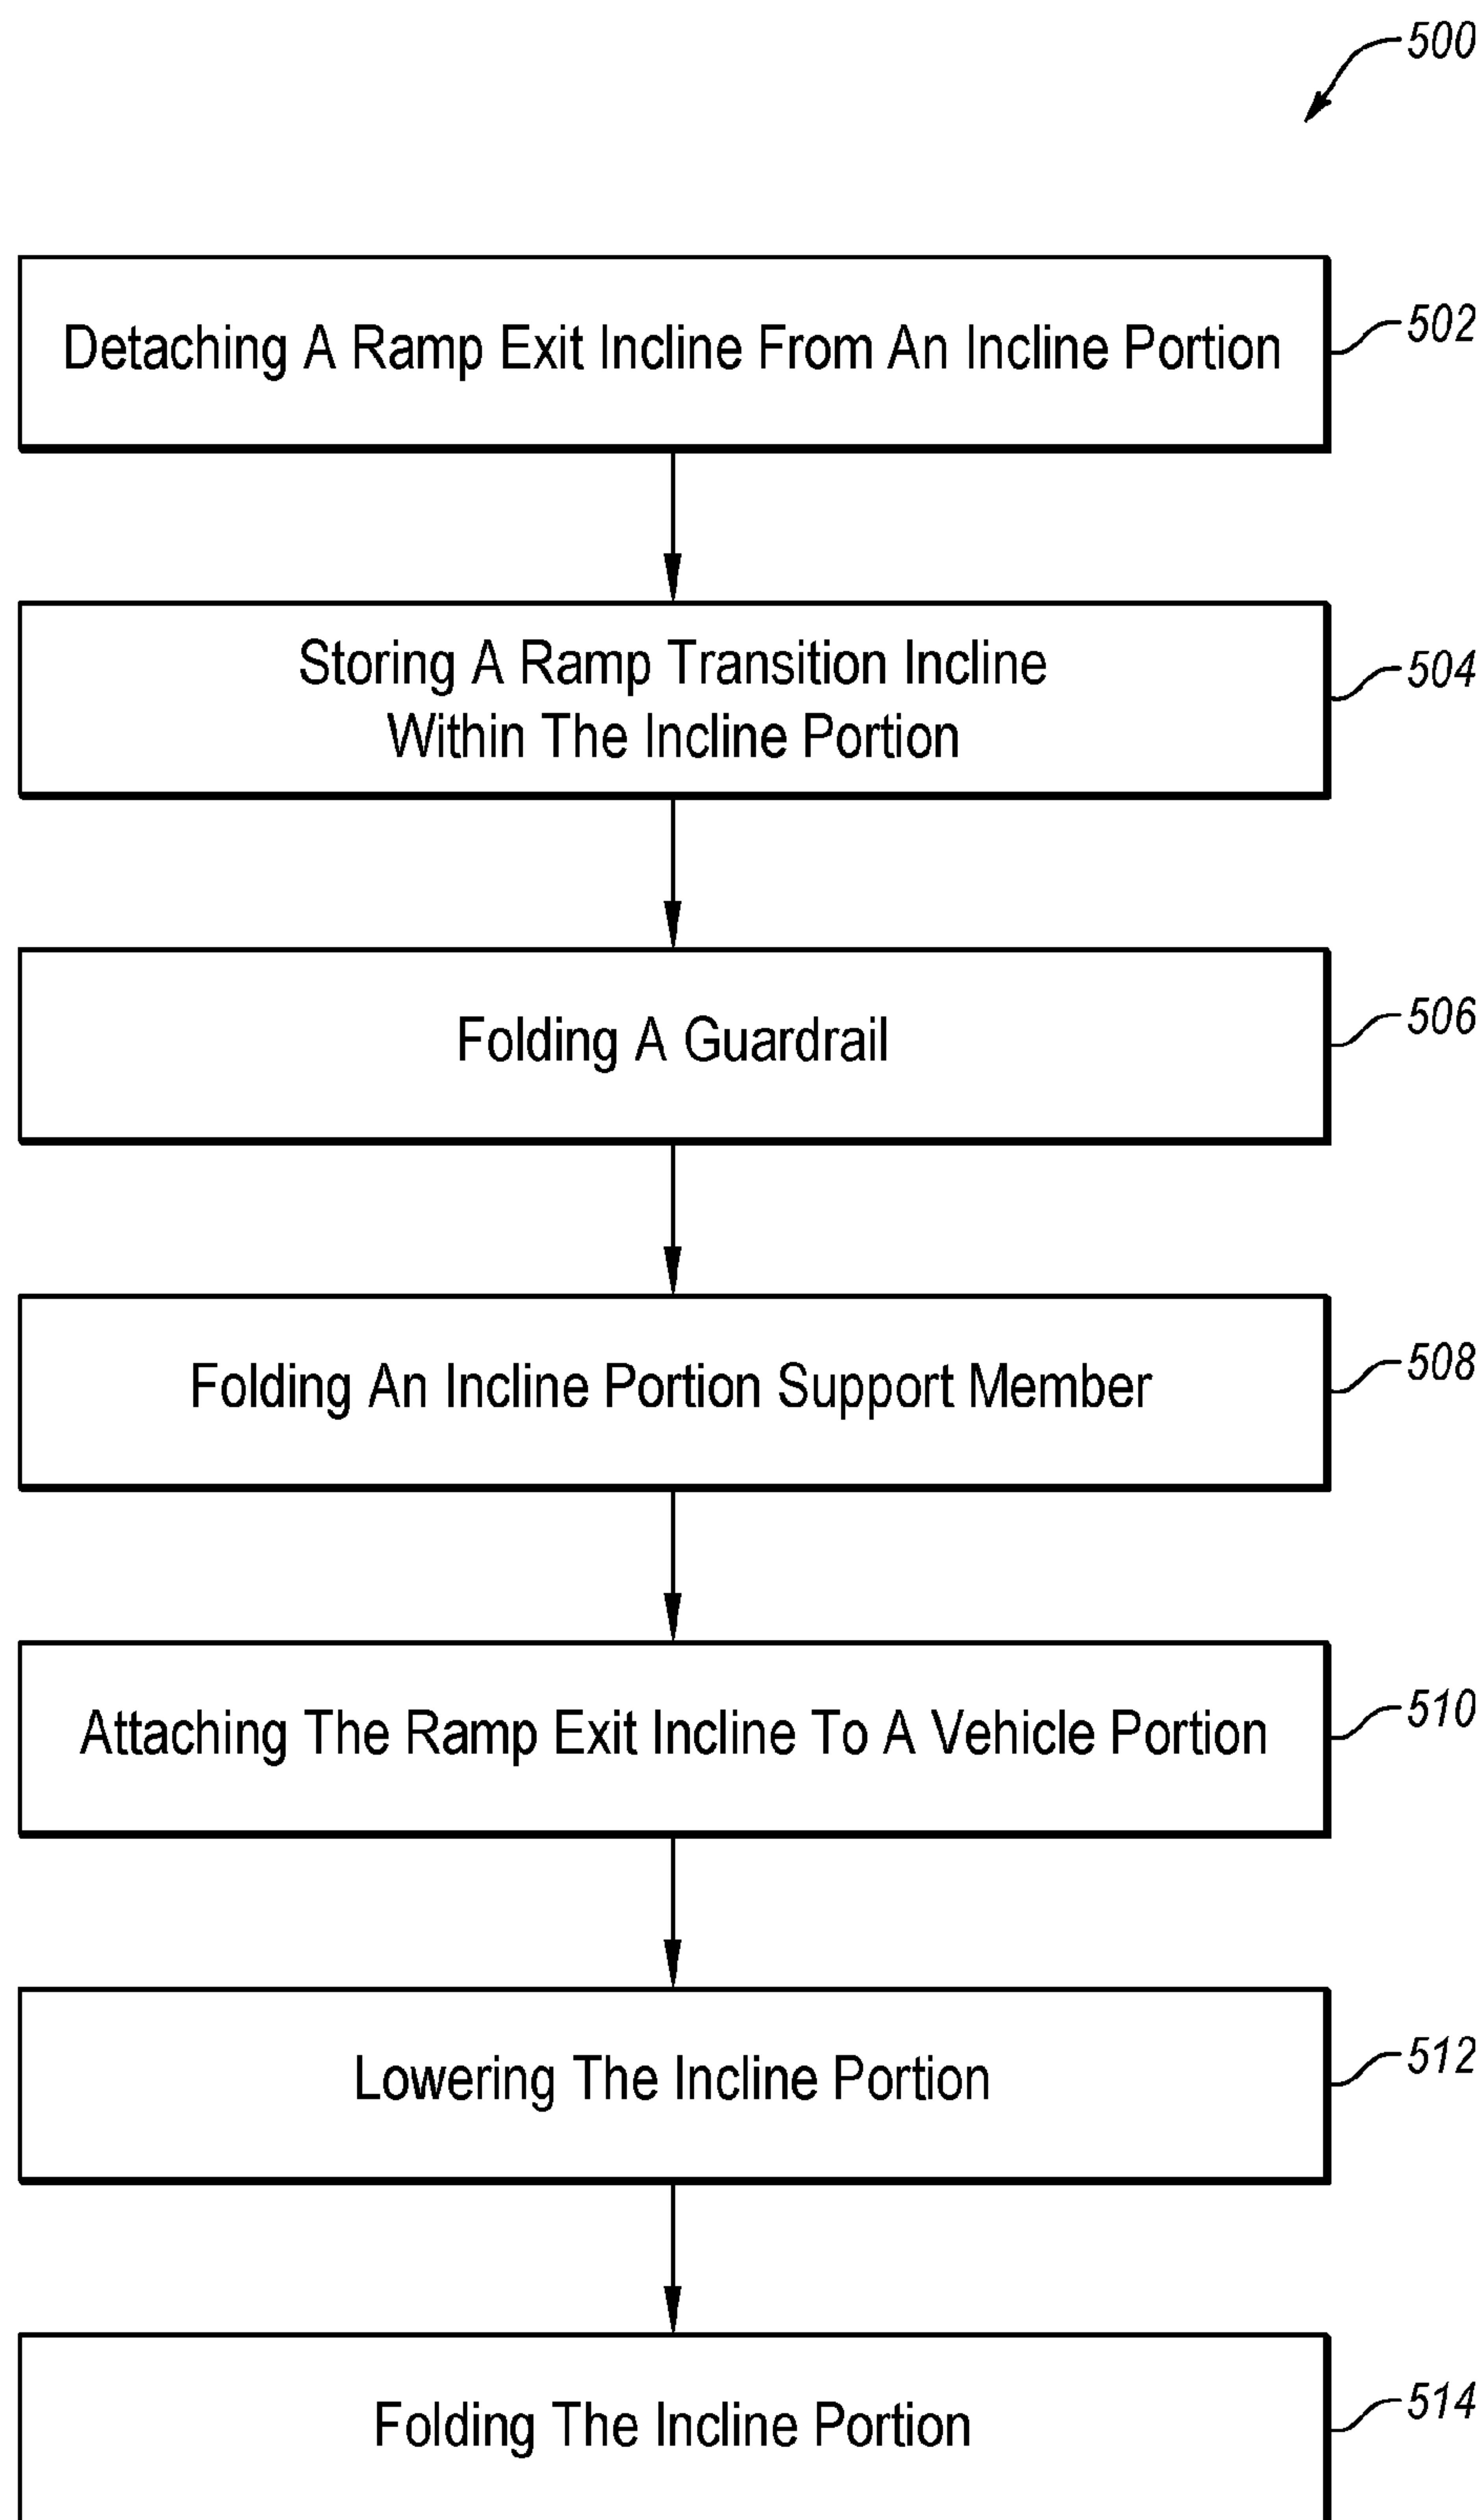 500
Detaching A Ramp Exit Incline From An Incline Portion
502
Storing A Ramp Transition Incline
Within The Incline Portion
504
Folding A Guardrail
506
Folding An Incline Portion Support Member
508
Attaching The Ramp Exit Incline To A Vehicle Portion
510
Lowering The Incline Portion
512
Folding The Incline Portion
514